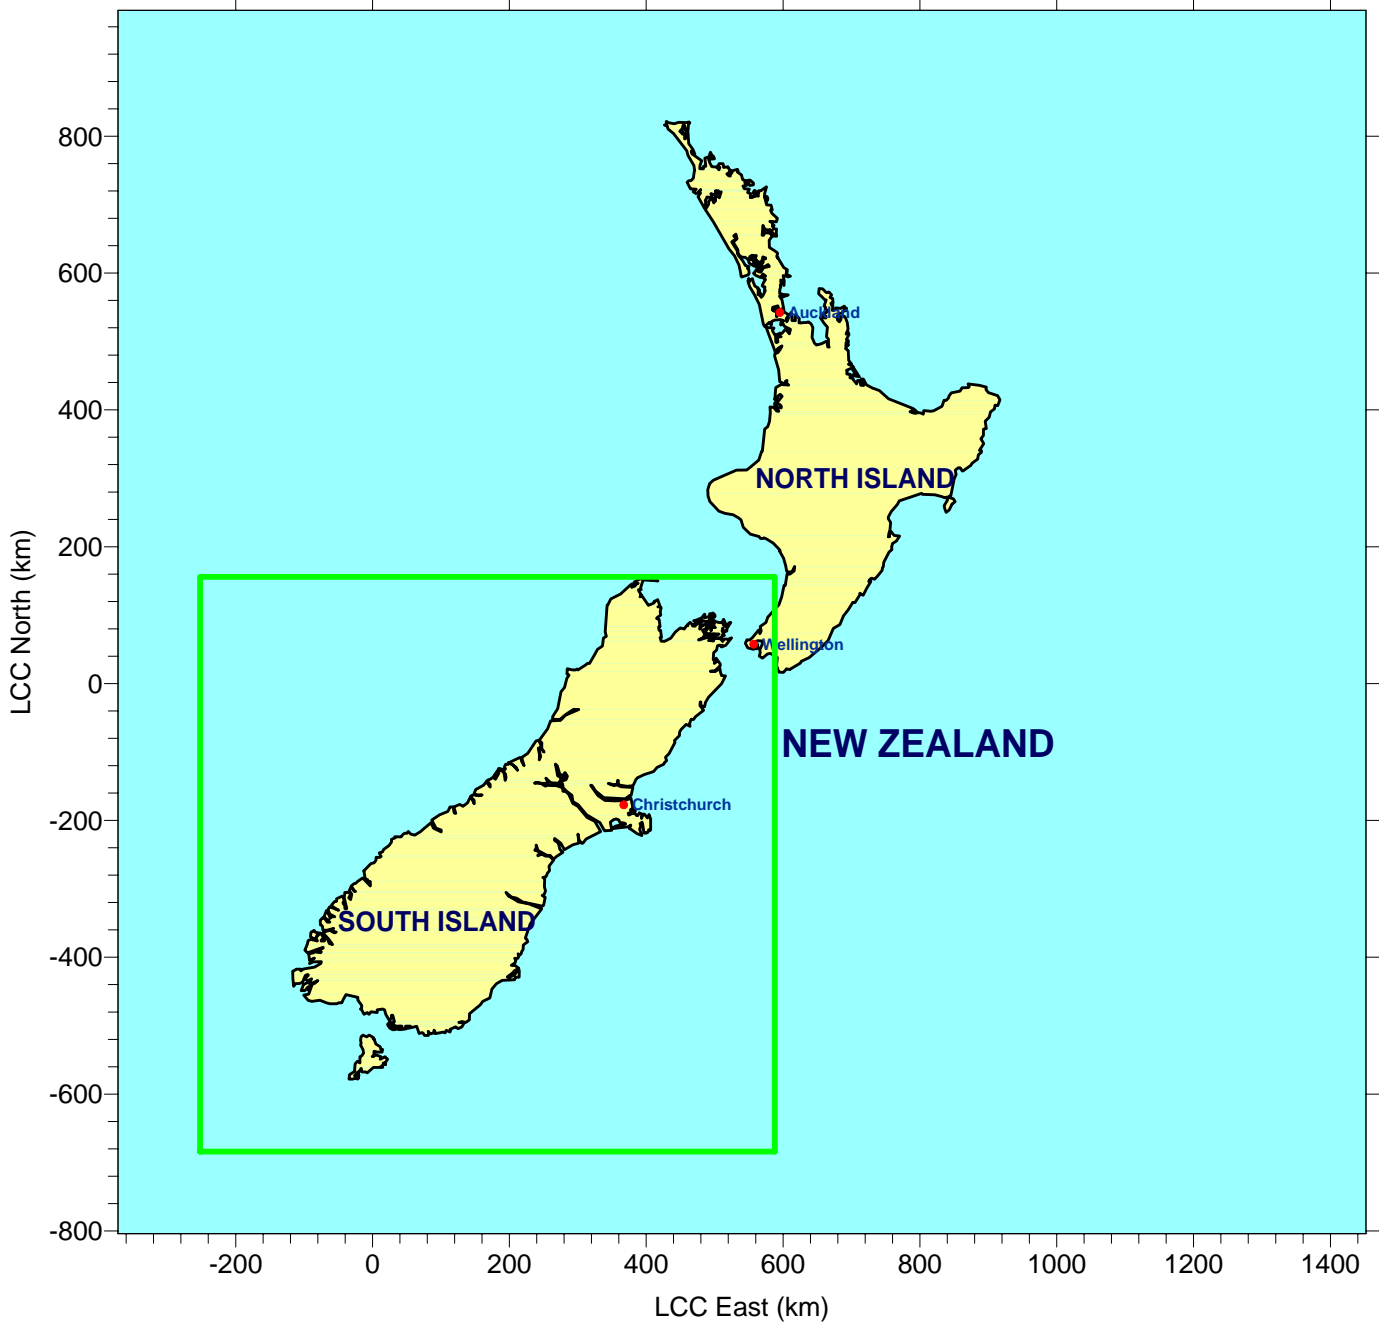 800
600
400
200
0
-200
-400
-600
-800
LCC North (km)
Auckland
NORTH ISLAND
Wellington
NEW ZEALAND
Christchurch
SOUTH ISLAND
-200
0
200
400
600
800
1000
1200
1400
LCC East (km)